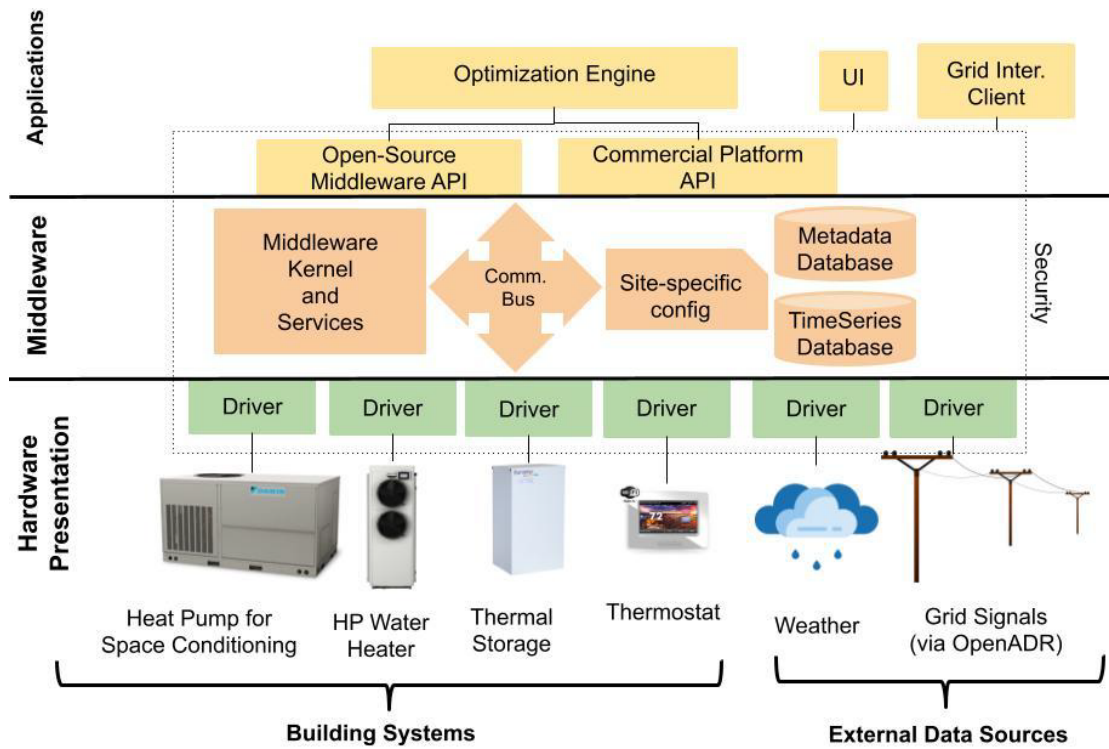 Applications
Optimization Engine
UI
Grid Inter.
Client
Open-Source
Middleware API
Commercial Platform
API
Middleware
Middleware
Kernel
and
Services
Comm.
Bus
Site-specific
config
Metadata
Database
TimeSeries
Database
Security
Hardware
Presentation
Driver
Driver
Driver
Driver
Driver
Driver
DAIKIN
72
Heat Pump for
Space Conditioning
HP Water
Heater
Thermal
Storage
Thermostat
Weather
Grid Signals
(via OpenADR)
Building Systems
External Data Sources